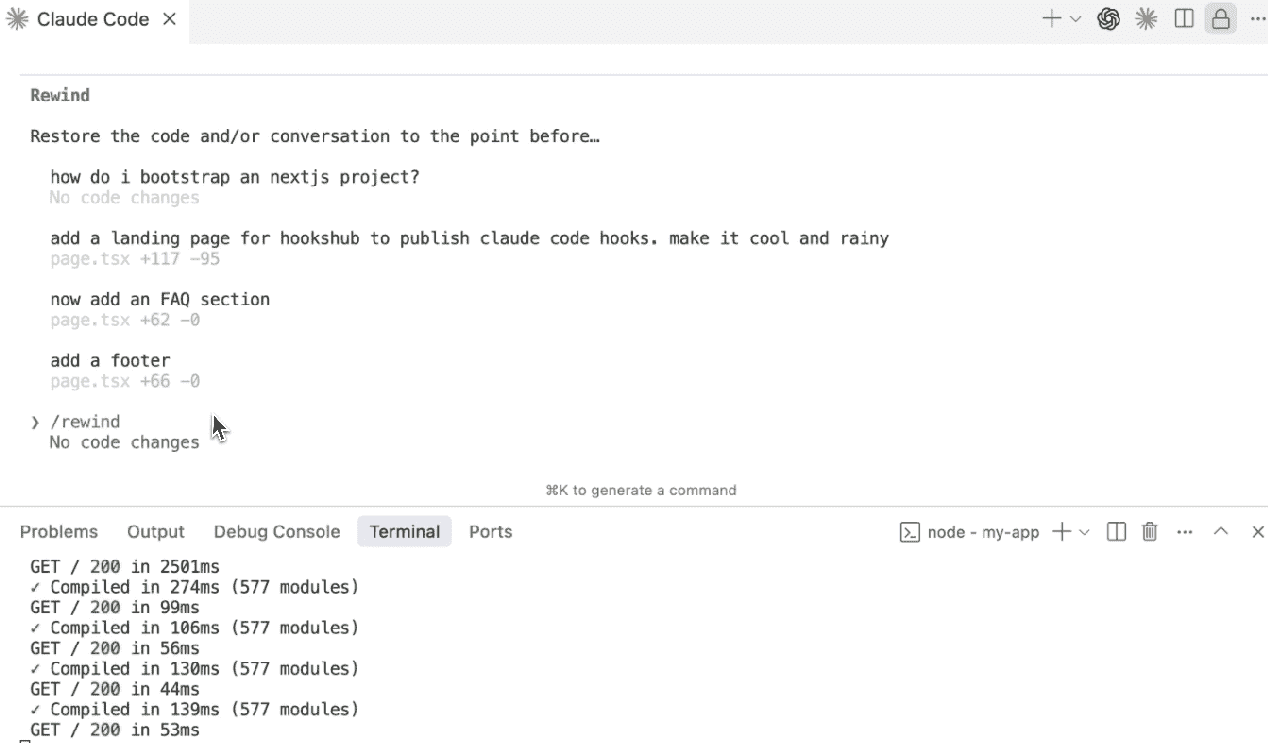 Claude Code
Rewind
Restore the code and/or conversation to the point before…
how do i bootstrap an nextjs project?
No code changes
add a landing page for hookshub to publish claude code hooks. make it cool and rainy
page.tsx +117 -95
now add an FAQ section
page.tsx +62 -0
add a footer
page.tsx +66 -0
❯ /rewind
No code changes
⌘K to generate a command
Problems Output Debug Console Terminal Ports node - my-app
GET / 200 in 2501ms
✓ Compiled in 274ms (577 modules)
GET / 200 in 99ms
✓ Compiled in 106ms (577 modules)
GET / 200 in 56ms
✓ Compiled in 130ms (577 modules)
GET / 200 in 44ms
✓ Compiled in 139ms (577 modules)
GET / 200 in 53ms